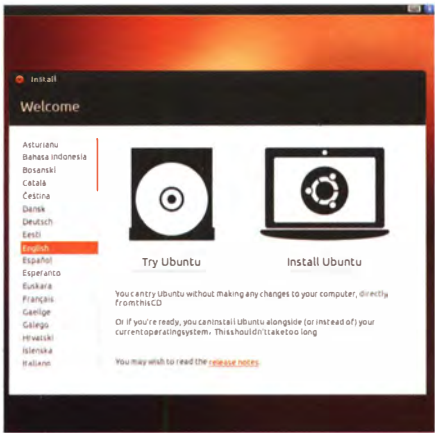 Install
Welcome
Asturianu
Bahasa Indonesia
Bosanski
Català
Čeština
Dansk
Deutsch
Eesti
English
Español
Esperanto
Euskara
Français
Gaeilge
Galego
Hrvatski
Íslenska
Italiano
Try Ubuntu
Install Ubuntu
You can try Ubuntu without making any changes to your computer, directly
from this CD
Or if you're ready, you can install Ubuntu alongside (or instead of) your
current operating system. This shouldn't take too long
You may wish to read the release notes.